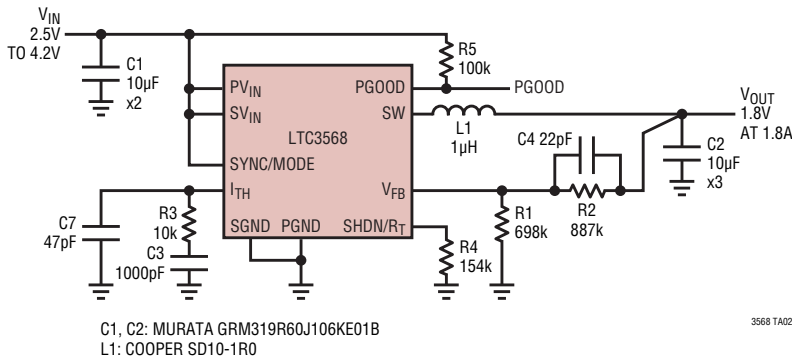 VIN
2.5V
TO 4.2V
C1
10µF
x2
R5
100k
PVIN
SVIN
SYNC/MODE
ITH
LTC3568
SGND PGND
PGOOD
SW
VFB
SHDN/RT
PGOOD
L1
1µH
VOUT
1.8V
AT 1.8A
C4 22pF
C2
10µF
x3
R1
698k
R2
887k
R3
10k
C7
47pF
C3
1000pF
R4
154k
3568 TA02
C1, C2: MURATA GRM319R60J106KE01B
L1: COOPER SD10-1R0